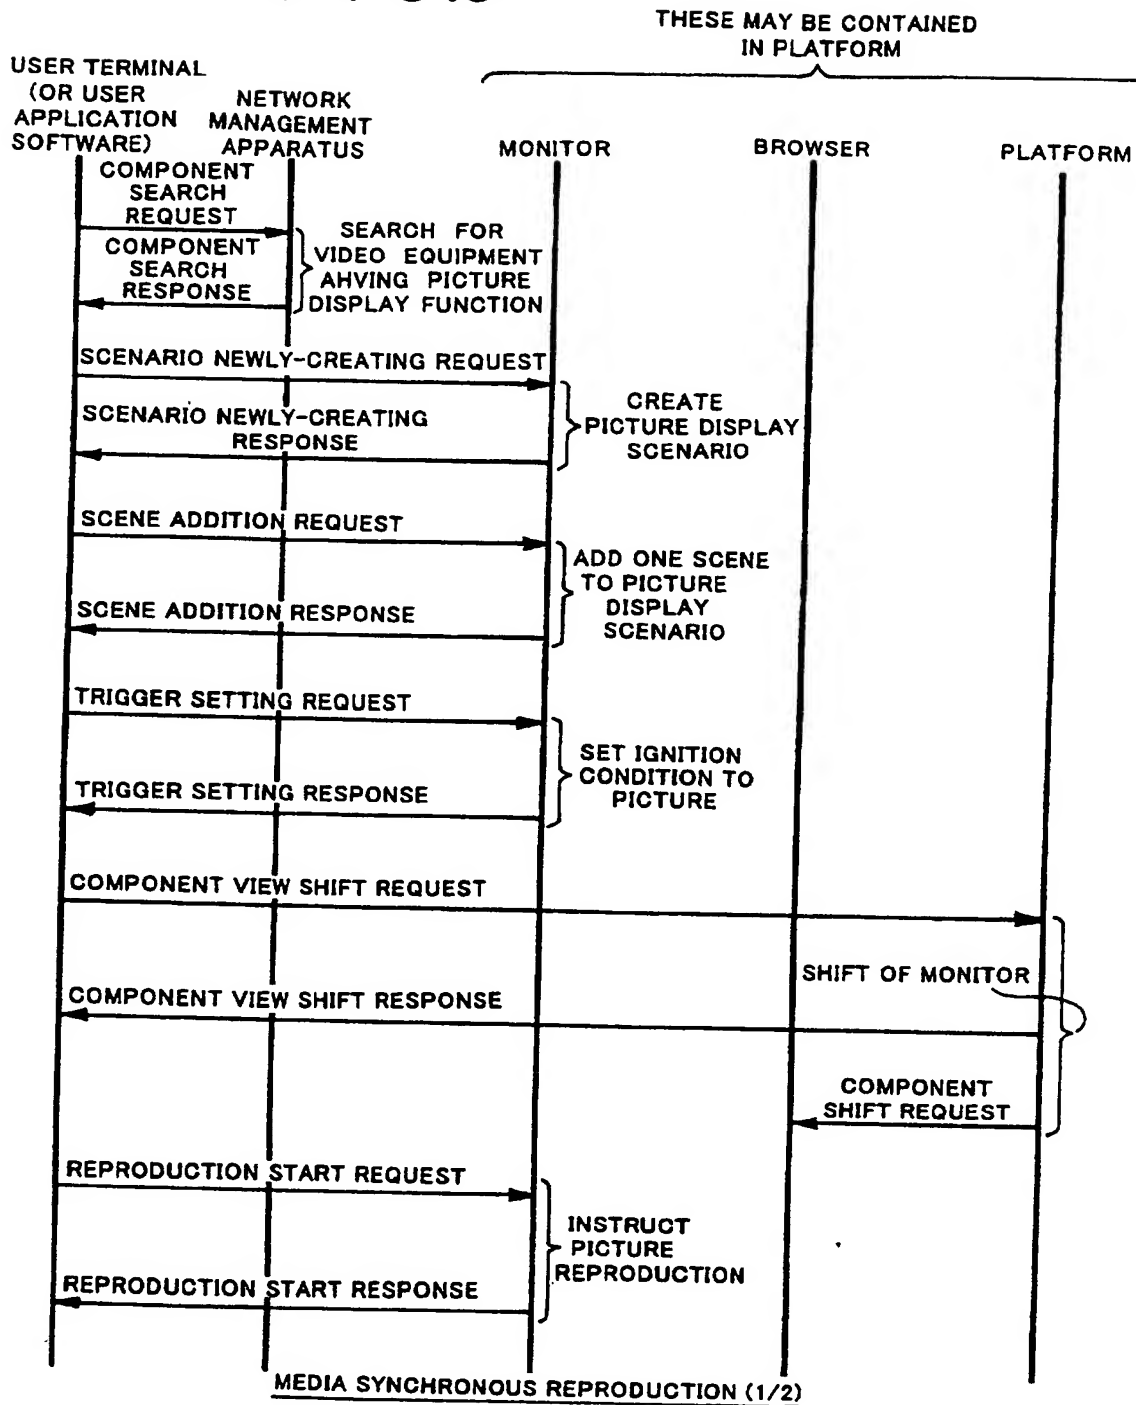 THESE MAY BE CONTAINED
IN PLATFORM
USER TERMINAL
(OR USER
APPLICATION
SOFTWARE)
NETWORK
MANAGEMENT
APPARATUS
MONITOR
BROWSER
PLATFORM
COMPONENT
SEARCH
REQUEST
COMPONENT
SEARCH
RESPONSE
SEARCH FOR
VIDEO EQUIPMENT
AHVING PICTURE
DISPLAY FUNCTION
SCENARIO NEWLY-CREATING REQUEST
SCENARIO NEWLY-CREATING
RESPONSE
CREATE
PICTURE DISPLAY
SCENARIO
SCENE ADDITION REQUEST
SCENE ADDITION RESPONSE
ADD ONE SCENE
TO PICTURE
DISPLAY
SCENARIO
TRIGGER SETTING REQUEST
TRIGGER SETTING RESPONSE
SET IGNITION
CONDITION TO
PICTURE
COMPONENT VIEW SHIFT REQUEST
SHIFT OF MONITOR
COMPONENT VIEW SHIFT RESPONSE
COMPONENT
SHIFT REQUEST
REPRODUCTION START REQUEST
REPRODUCTION START RESPONSE
INSTRUCT
PICTURE
REPRODUCTION
MEDIA SYNCHRONOUS REPRODUCTION (1/2)